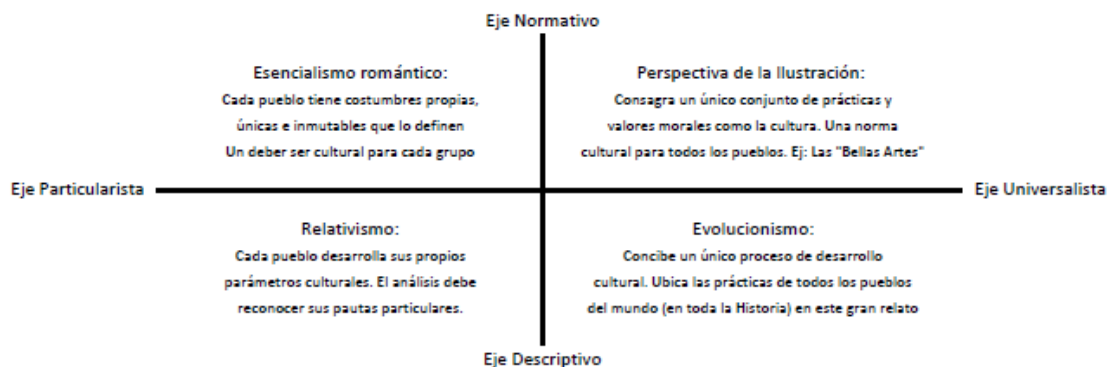 Eje Normativo
Esencialismo romántico:
Cada pueblo tiene costumbres propias,
únicas e inmutables que lo definen
Un deber ser cultural para cada grupo
Perspectiva de la Ilustración:
Consagra un único conjunto de prácticas y
valores morales como la cultura. Una norma
cultural para todos los pueblos. Ej: Las "Bellas Artes"
Eje Particularista
Eje Universalista
Relativismo:
Cada pueblo desarrolla sus propios
parámetros culturales. El análisis debe
reconocer sus pautas particulares.
Evolucionismo:
Concibe un único proceso de desarrollo
cultural. Ubica las prácticas de todos los pueblos
del mundo (en toda la Historia) en este gran relato
Eje Descriptivo